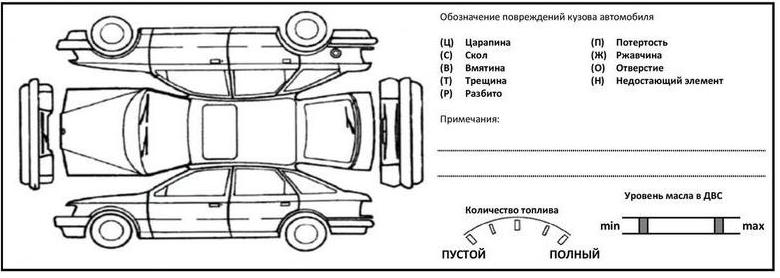 Обозначение повреждений кузова автомобиля
(Ц) Царапина (П) Потертость
(С) Скол (Ж) Ржавчина
(В) Вмятина (О) Отверстие
(Т) Трещина (Н) Недостающий элемент
(Р) Разбито
Примечания:
Уровень масла в ДВС
Количество топлива
min max
ПУСТОЙ ПОЛНЫЙ